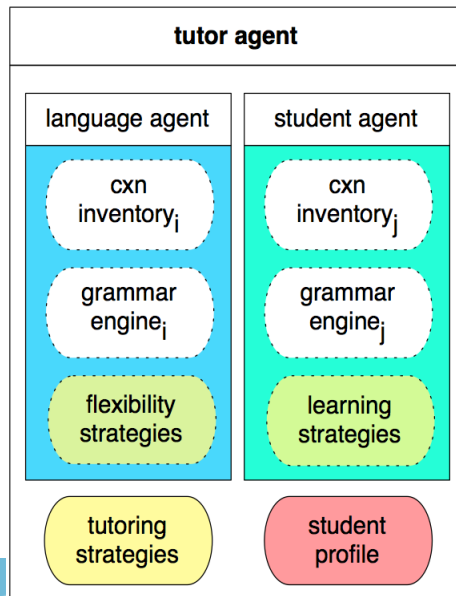 tutor agent
language agent
student agent
cxn
inventoryi
cxn
inventoryj
grammar
enginei
grammar
enginej
flexibility
strategies
learning
strategies
tutoring
strategies
student
profile